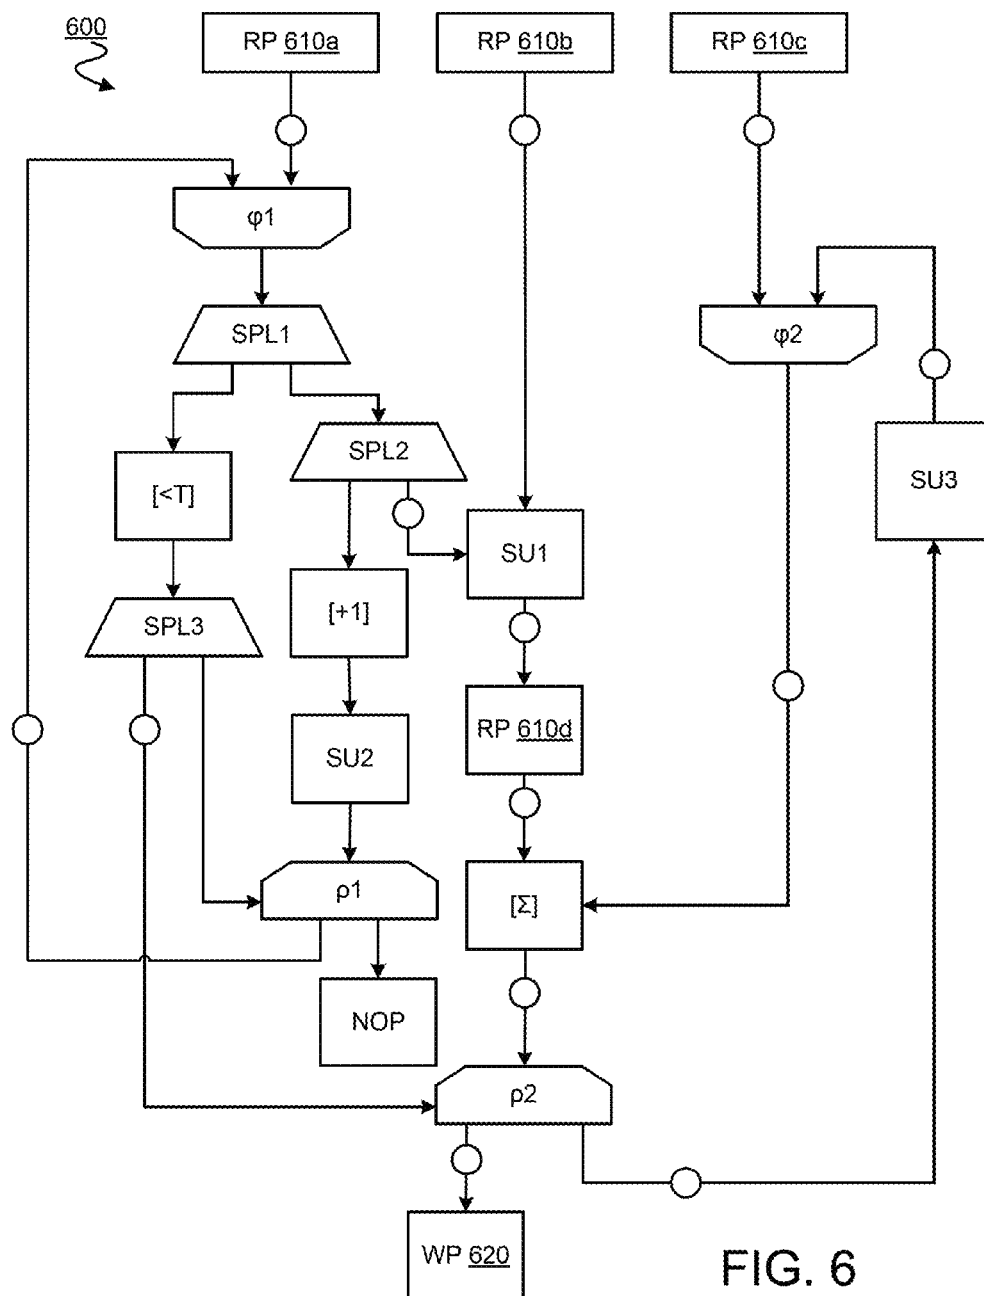 600
RP 610a
RP 610b
RP 610c
φ1
SPL1
φ2
SPL2
[<T]
SU3
SU1
[+1]
SPL3
RP 610d
SU2
ρ1
[Σ]
NOP
ρ2
WP 620
FIG. 6